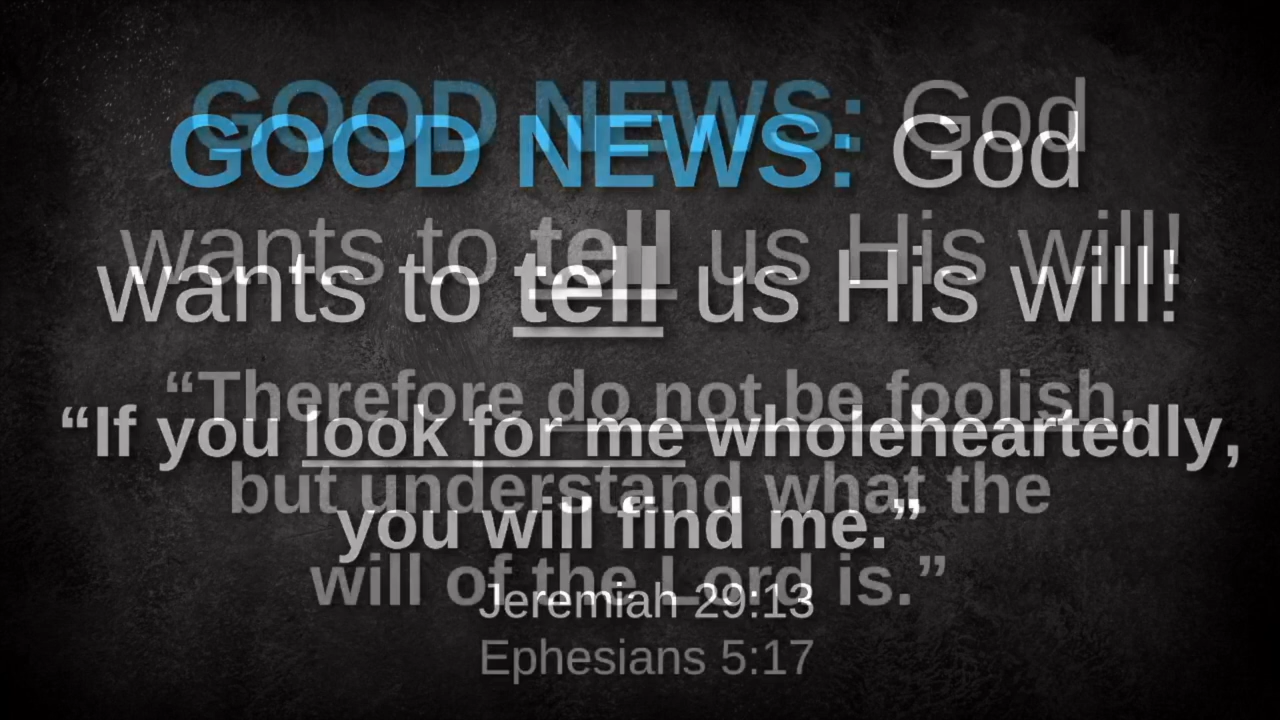 GOOD NEWS: God
wants to tell us His will!
“If you look for me wholeheartedly,
you will find me.”
Jeremiah 29:13
GOOD NEWS: God
wants to tell us His will!
“Therefore do not be foolish,
but understand what the
will of the Lord is.”
Ephesians 5:17